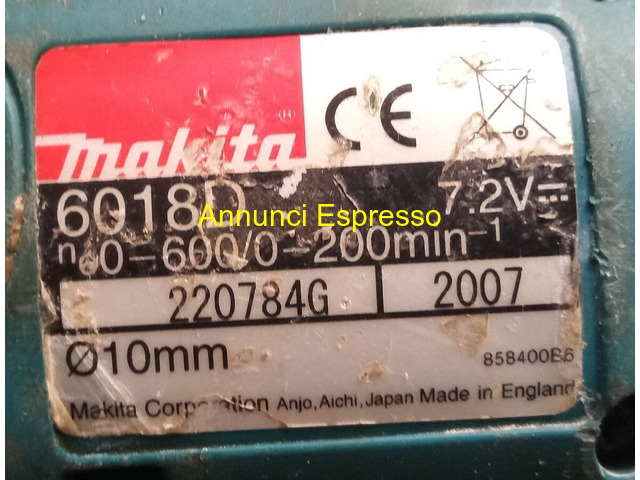 makita
CE
6018D
7.2V
Annunci Espresso
n₀0-600/0-200min⁻¹
220784G
2007
Ø10mm
858400B6
Makita Corporation Anjo, Aichi, Japan Made in England